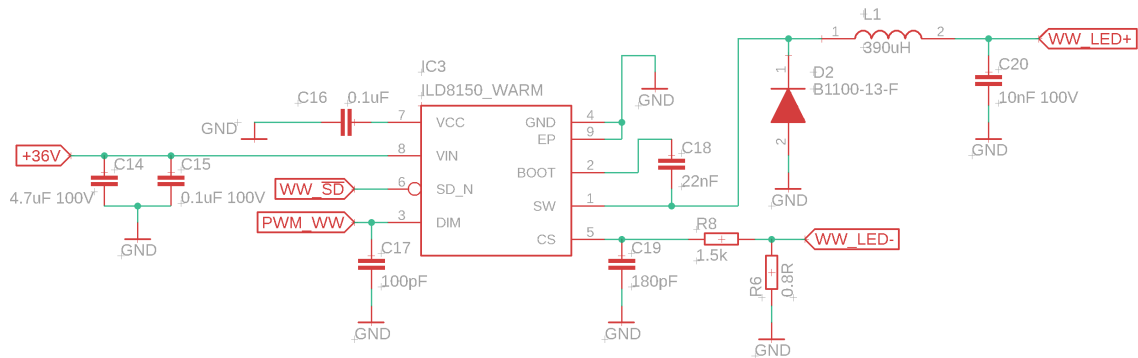 L1
1
2
390uH
WW_LED+
IC3
ILD8150_WARM
1
D2
B1100-13-F
2
GND
C20
10nF 100V
GND
C16
0.1uF
GND
7
VCC
GND
4
GND
EP
9
+36V
8
VIN
BOOT
2
C18
22nF
C14
4.7uF 100V
C15
0.1uF 100V
GND
WW_SD
6
SD_N
SW
1
PWM_WW
3
DIM
CS
5
C17
100pF
GND
C19
180pF
GND
R8
1.5k
WW_LED-
R6
0.8R
GND